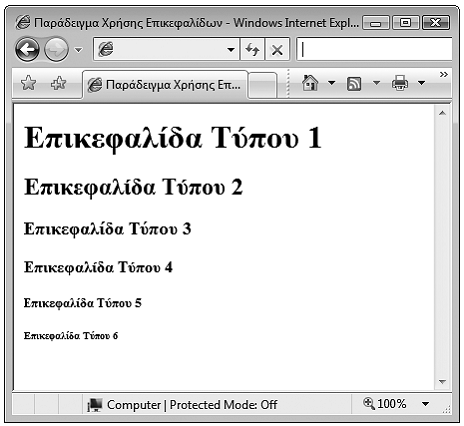 Παράδειγμα Χρήσης Επικεφαλίδων - Windows Internet Expl...
Παράδειγμα Χρήσης Επ...
Επικεφαλίδα Τύπου 1
Επικεφαλίδα Τύπου 2
Επικεφαλίδα Τύπου 3
Επικεφαλίδα Τύπου 4
Επικεφαλίδα Τύπου 5
Επικεφαλίδα Τύπου 6
Computer | Protected Mode: Off
100%